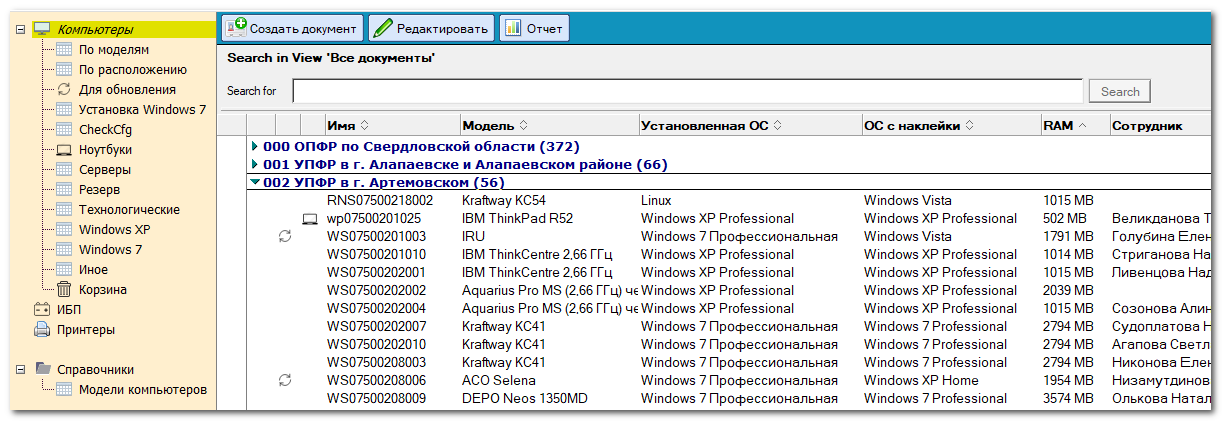 Компьютеры
По моделям
По расположению
Для обновления
Установка Windows 7
CheckCfg
Ноутбуки
Серверы
Резерв
Технологические
Windows XP
Windows 7
Иное
Корзина
ИБП
Принтеры
Справочники
Модели компьютеров
Создать документ Редактировать Отчет
Search in View 'Все документы'
Search for Search
Имя Модель Установленная ОС ОС с наклейки RAM Сотрудник
000 ОПФР по Свердловской области (372)
001 УПФР в г. Алапаевске и Алапаевском районе (66)
002 УПФР в г. Артемовском (56)
RNS07500218002 Kraftway KC54 Linux Windows Vista 1015 MB
wp07500201025 IBM ThinkPad R52 Windows XP Professional Windows XP Professional 502 MB Великданова Т
WS07500201003 IRU Windows 7 Профессиональная Windows Vista 1791 MB Голубина Елен
WS07500201010 IBM ThinkCentre 2,66 ГГц Windows XP Professional Windows XP Professional 1014 MB Стриганова На
WS07500202001 IBM ThinkCentre 2,66 ГГц Windows XP Professional Windows XP Professional 1015 MB Ливенцова Над
WS07500202002 Aquarius Pro MS (2,66 ГГц) че Windows XP Professional Windows XP Professional 2039 MB
WS07500202004 Aquarius Pro MS (2,66 ГГц) че Windows XP Professional Windows XP Professional 1015 MB Созонова Алин
WS07500202007 Kraftway KC41 Windows 7 Профессиональная Windows 7 Professional 2794 MB Судоплатова Н
WS07500202010 Kraftway KC41 Windows 7 Профессиональная Windows 7 Professional 2794 MB Агапова Светл
WS07500208003 Kraftway KC41 Windows 7 Профессиональная Windows 7 Professional 2794 MB Никонова Елен
WS07500208006 ACO Selena Windows 7 Профессиональная Windows XP Home 1954 MB Низамутдинов
WS07500208009 DEPO Neos 1350MD Windows 7 Профессиональная Windows 7 Professional 3574 MB Олькова Натал